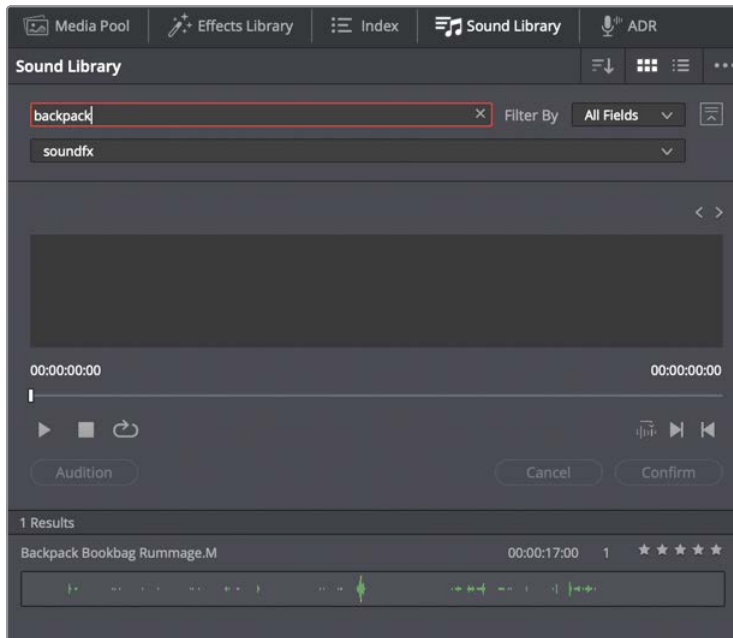 Media Pool Effects Library Index Sound Library ADR
Sound Library
backpack Filter By All Fields
soundfx
00:00:00:00 00:00:00:00
Audition Cancel Confirm
1 Results
Backpack Bookbag Rummage.M 00:00:17:00 1